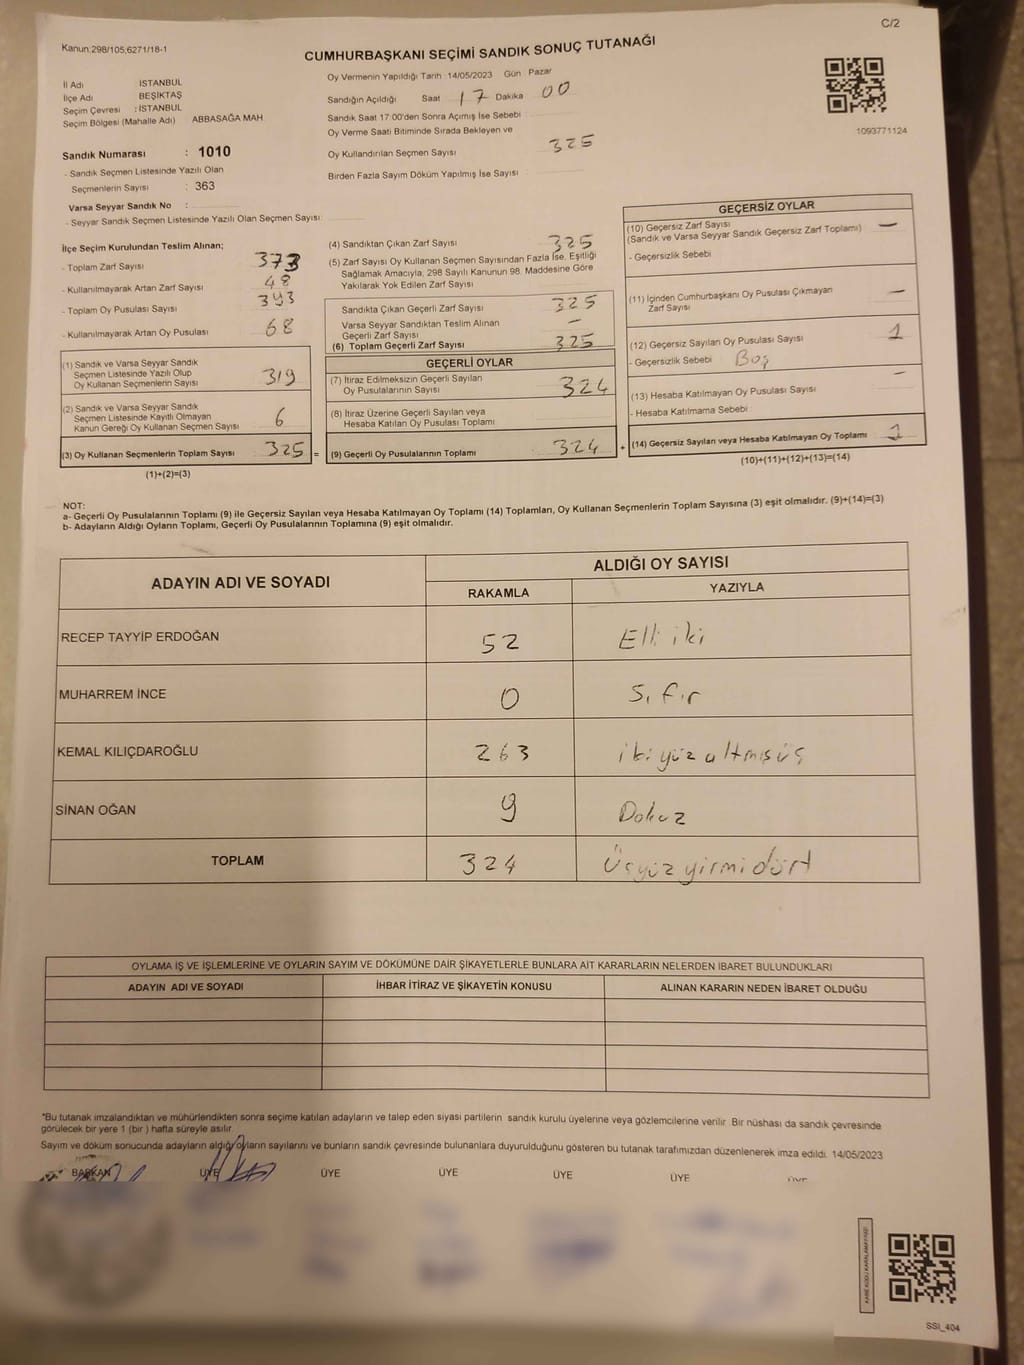 C/2
Kanun:298/105,6271/18-1
CUMHURBAŞKANI SEÇİMİ SANDIK SONUÇ TUTANAĞI
İl Adı : İSTANBUL
İlçe Adı BEŞİKTAŞ
Seçim Çevresi : İSTANBUL
Seçim Bölgesi (Mahalle Adı) ABBASAĞA MAH
Oy Vermenin Yapıldığı Tarih 14/05/2023 Gün Pazar
Sandığın Açıldığı Saat 17 Dakika 00
Sandık Saat 17:00'den Sonra Açımış İse Sebebi
Oy Verme Saati Bitiminde Sırada Bekleyen ve
Oy Kullandırılan Seçmen Sayısı 325
Birden Fazla Sayım Döküm Yapılmış İse Sayısı
1093771124
Sandık Numarası : 1010
- Sandık Seçmen Listesinde Yazılı Olan
Seçmenlerin Sayısı : 363
Varsa Seyyar Sandık No :
- Seyyar Sandık Seçmen Listesinde Yazılı Olan Seçmen Sayısı
İlçe Seçim Kurulundan Teslim Alınan;
- Toplam Zarf Sayısı 373
- Kullanılmayarak Artan Zarf Sayısı 48
- Toplam Oy Pusulası Sayısı 393
- Kullanılmayarak Artan Oy Pusulası 68
(1) Sandık ve Varsa Seyyar Sandık
Seçmen Listesinde Yazılı Olup
Oy Kullanan Seçmenlerin Sayısı 319
(2) Sandık ve Varsa Seyyar Sandık
Seçmen Listesinde Kayıtlı Olmayan
Kanun Gereği Oy Kullanan Seçmen Sayısı 6
(3) Oy Kullanan Seçmenlerin Toplam Sayısı 325 =
(1)+(2)=(3)
(4) Sandıktan Çıkan Zarf Sayısı 325
(5) Zarf Sayısı Oy Kullanan Seçmen Sayısından Fazla İse, Eşitliği
Sağlamak Amacıyla, 298 Sayılı Kanunun 98. Maddesine Göre
Yakılarak Yok Edilen Zarf Sayısı
Sandıkta Çıkan Geçerli Zarf Sayısı 325
Varsa Seyyar Sandıktan Teslim Alınan
Geçerli Zarf Sayısı –
(6) Toplam Geçerli Zarf Sayısı 325
GEÇERLİ OYLAR
(7) İtiraz Edilmeksizin Geçerli Sayılan
Oy Pusulalarının Sayısı 324
(8) İtiraz Üzerine Geçerli Sayılan veya
Hesaba Katılan Oy Pusulası Toplamı
(9) Geçerli Oy Pusulalarının Toplamı 324 +
GEÇERSİZ OYLAR
(10) Geçersiz Zarf Sayısı –
(Sandık ve Varsa Seyyar Sandık Geçersiz Zarf Toplamı)
- Geçersizlik Sebebi
(11) İçinden Cumhurbaşkanı Oy Pusulası Çıkmayan –
Zarf Sayısı
(12) Geçersiz Sayılan Oy Pusulası Sayısı 1
- Geçersizlik Sebebi Boş
(13) Hesaba Katılmayan Oy Pusulası Sayısı –
- Hesaba Katılmama Sebebi
(14) Geçersiz Sayılan veya Hesaba Katılmayan Oy Toplamı 1
(10)+(11)+(12)+(13)=(14)
NOT:
a- Geçerli Oy Pusulalarının Toplamı (9) ile Geçersiz Sayılan veya Hesaba Katılmayan Oy Toplamı (14) Toplamları, Oy Kullanan Seçmenlerin Toplam Sayısına (3) eşit olmalıdır. (9)+(14)=(3)
b- Adayların Aldığı Oyların Toplamı, Geçerli Oy Pusulalarının Toplamına (9) eşit olmalıdır.
ADAYIN ADI VE SOYADI ALDIĞI OY SAYISI
RAKAMLA YAZIYLA
RECEP TAYYİP ERDOĞAN 52 Elli iki
MUHARREM İNCE 0 Sıfır
KEMAL KILIÇDAROĞLU 263 ikiyüzaltmışüç
SİNAN OĞAN 9 Dokuz
TOPLAM 324 Üçyüzyirmidört
OYLAMA İŞ VE İŞLEMLERİNE VE OYLARIN SAYIM VE DÖKÜMÜNE DAİR ŞİKAYETLERLE BUNLARA AİT KARARLARIN NELERDEN İBARET BULUNDUKLARI
ADAYIN ADI VE SOYADI İHBAR İTİRAZ VE ŞİKAYETİN KONUSU ALINAN KARARIN NEDEN İBARET OLDUĞU
*Bu tutanak imzalandıktan ve mühürlendikten sonra seçime katılan adayların ve talep eden siyasi partilerin sandık kurulu üyelerine veya gözlemcilerine verilir. Bir nüshası da sandık çevresinde
görülecek bir yere 1 (bir ) hafta süreyle asılır.
Sayım ve döküm sonucunda adayların aldığı oyların sayılarını ve bunların sandık çevresinde bulunanlara duyurulduğunu gösteren bu tutanak tarafımızdan düzenlenerek imza edildi. 14/05/2023
BAŞKAN ÜYE ÜYE ÜYE ÜYE ÜYE ÜYE
KARE KODU KARALAMAYINIZ!
SSI_404